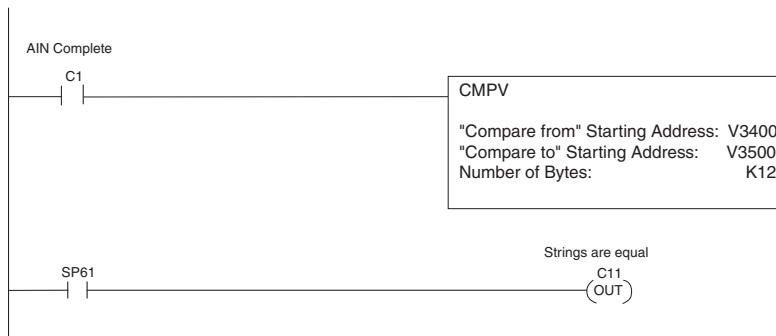 AIN Complete
C1
CMPV
"Compare from" Starting Address: V3400
"Compare to" Starting Address: V3500
Number of Bytes: K12
Strings are equal
SP61
C11
OUT